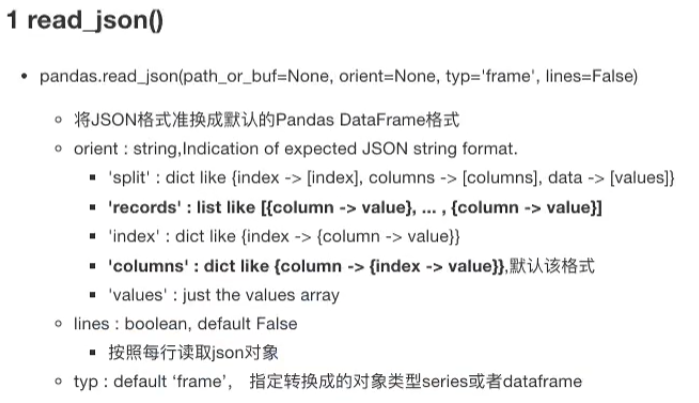 1 read_json()
pandas.read_json(path_or_buf=None, orient=None, typ='frame', lines=False)
将JSON格式准换成默认的Pandas DataFrame格式
orient : string,Indication of expected JSON string format.
'split' : dict like {index -> [index], columns -> [columns], data -> [values]}
'records' : list like [{column -> value}, ... , {column -> value}]
'index' : dict like {index -> {column -> value}}
'columns' : dict like {column -> {index -> value}},默认该格式
'values' : just the values array
lines : boolean, default False
按照每行读取json对象
typ : default ‘frame’， 指定转换成的对象类型series或者dataframe